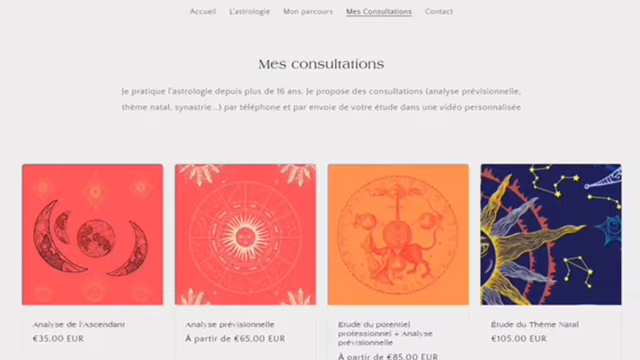 Accueil L'astrologie Mon parcours Mes Consultations Contact
Mes consultations
Je pratique l'astrologie depuis plus de 16 ans. Je propose des consultations (analyse prévisionnelle,
thème natal, synastrie...) par téléphone et par envoie de votre étude dans une vidéo personnalisée
Analyse de l'Ascendant
€35,00 EUR
Analyse prévisionnelle
À partir de €65,00 EUR
Étude du potentiel
professionnel + Analyse
prévisionnelle
À partir de €85,00 EUR
Étude du Thème Natal
€105,00 EUR